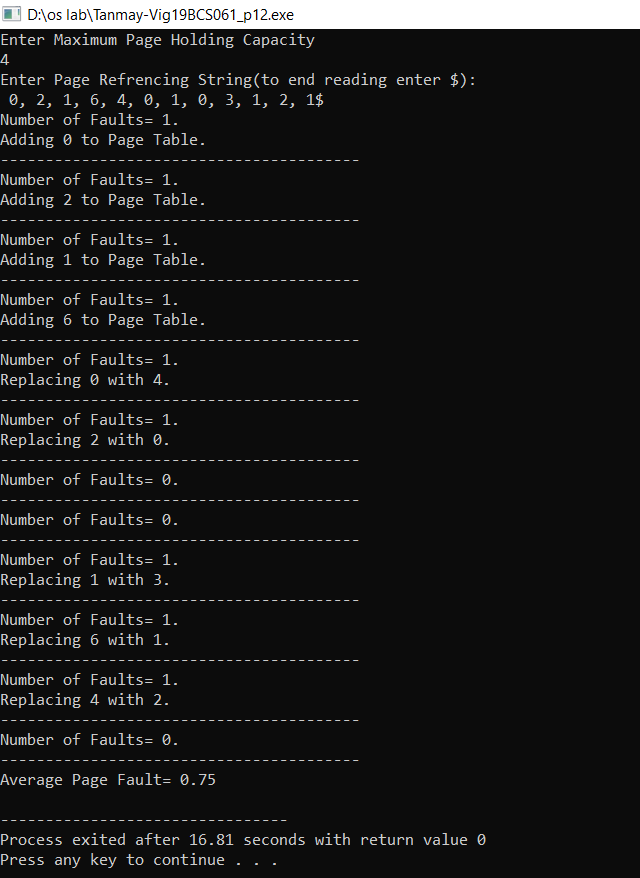 D:\os lab\Tanmay-Vig19BCS061_p12.exe
Enter Maximum Page Holding Capacity
4
Enter Page Refrencing String(to end reading enter $):
 0, 2, 1, 6, 4, 0, 1, 0, 3, 1, 2, 1$
Number of Faults= 1.
Adding 0 to Page Table.
----------------------------------------
Number of Faults= 1.
Adding 2 to Page Table.
----------------------------------------
Number of Faults= 1.
Adding 1 to Page Table.
----------------------------------------
Number of Faults= 1.
Adding 6 to Page Table.
----------------------------------------
Number of Faults= 1.
Replacing 0 with 4.
----------------------------------------
Number of Faults= 1.
Replacing 2 with 0.
----------------------------------------
Number of Faults= 0.
----------------------------------------
Number of Faults= 0.
----------------------------------------
Number of Faults= 1.
Replacing 1 with 3.
----------------------------------------
Number of Faults= 1.
Replacing 6 with 1.
----------------------------------------
Number of Faults= 1.
Replacing 4 with 2.
----------------------------------------
Number of Faults= 0.
----------------------------------------
Average Page Fault= 0.75
--------------------------------
Process exited after 16.81 seconds with return value 0
Press any key to continue . . .